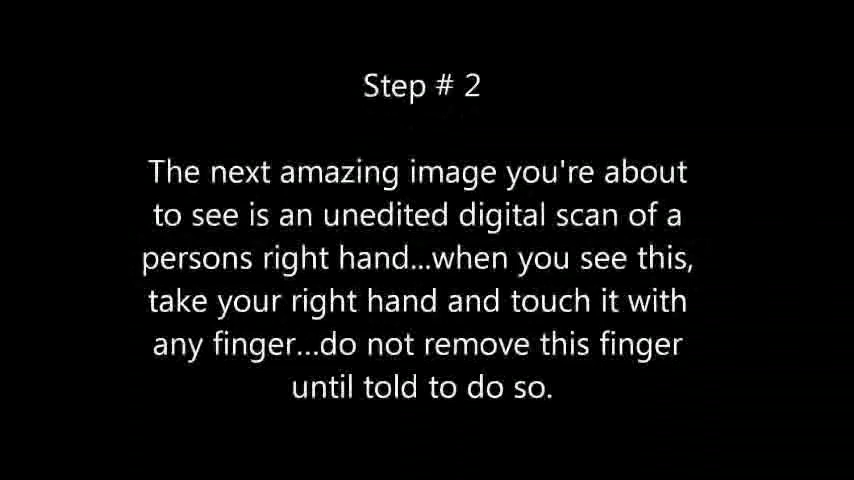 Step # 2
The next amazing image you're about
to see is an unedited digital scan of a
persons right hand...when you see this,
take your right hand and touch it with
any finger...do not remove this finger
until told to do so.